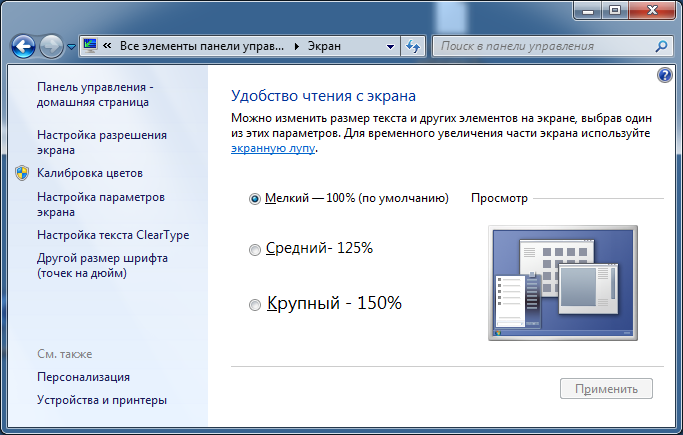 « Все элементы панели управ... Экран
Поиск в панели управления
Панель управления -
домашняя страница
Настройка разрешения
экрана
Калибровка цветов
Настройка параметров
экрана
Настройка текста ClearType
Другой размер шрифта
(точек на дюйм)
См. также
Персонализация
Устройства и принтеры
Удобство чтения с экрана
Можно изменить размер текста и других элементов на экране, выбрав один
из этих параметров. Для временного увеличения части экрана используйте
экранную лупу.
Мелкий — 100% (по умолчанию)
Просмотр
Средний- 125%
Крупный - 150%
Применить